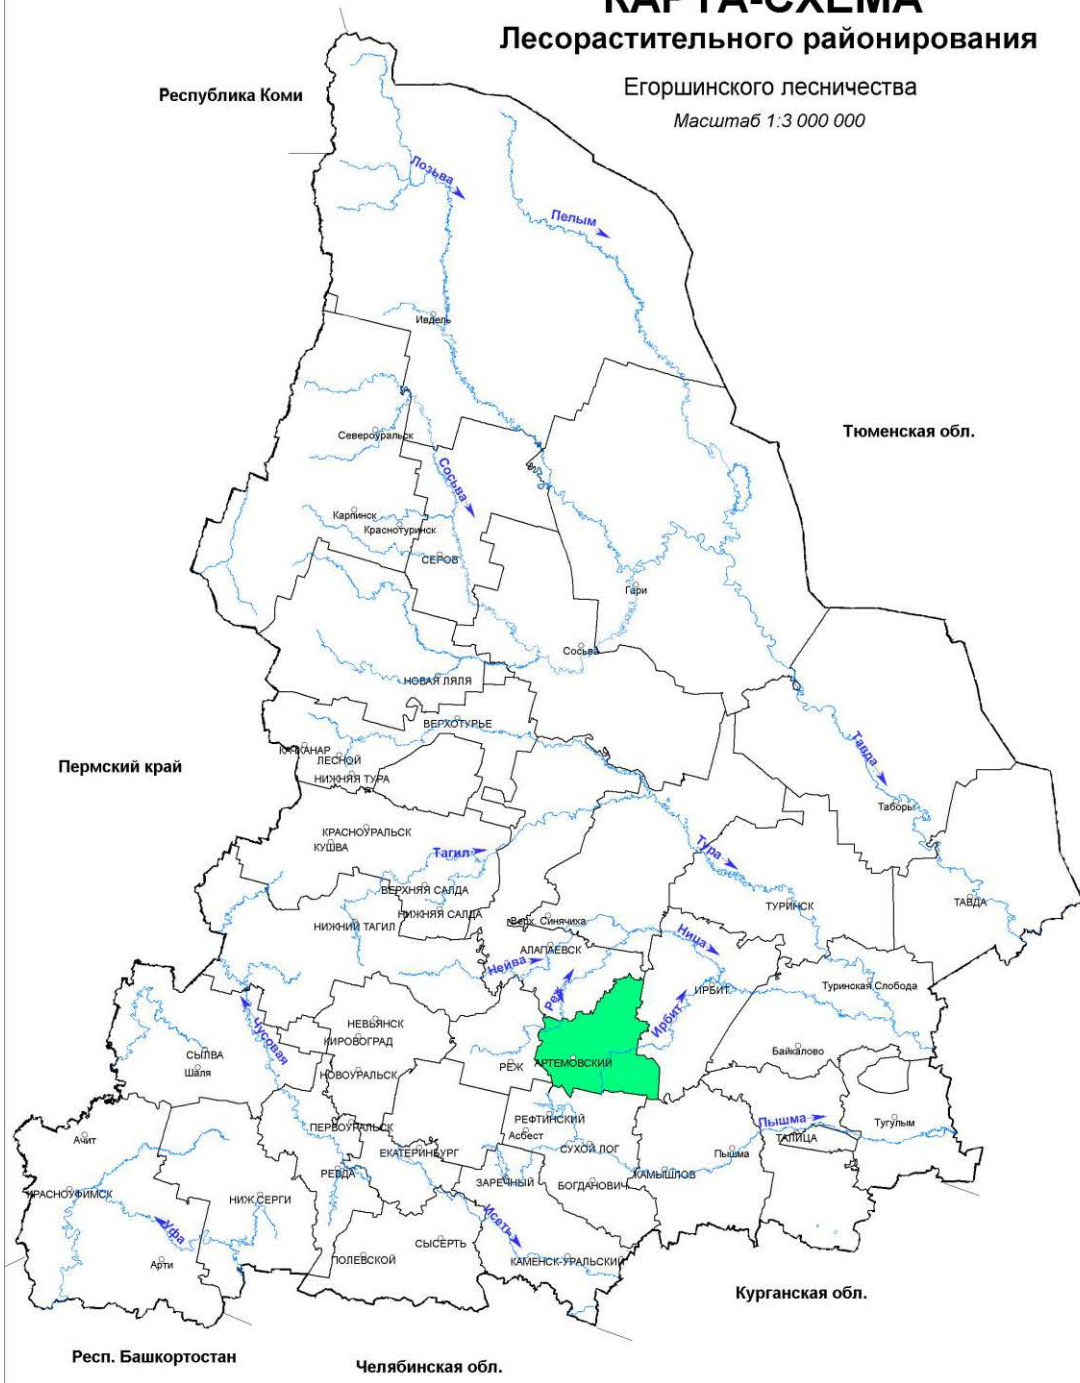 КАРТА-СХЕМА
Лесорастительного районирования
Егоршинского лесничества
Масштаб 1:3 000 000
Республика Коми
Лозьва
Пелым
Ивдель
Тюменская обл.
Североуральск
Сосьва
Карпинск
Краснотуринск
СЕРОВ
Гари
Сосьва
НОВАЯ ЛЯЛЯ
ВЕРХОТУРЬЕ
КАЧКАНАР
ЛЕСНОЙ
Пермский край
НИЖНЯЯ ТУРА
Тавда
Таборы
КРАСНОУРАЛЬСК
КУШВА
Тагил
Тура
ВЕРХНЯЯ САЛДА
ТАВДА
ТУРИНСК
НИЖНЯЯ САЛДА
НИЖНИЙ ТАГИЛ
Верх. Синячиха
Ница
АЛАПАЕВСК
Нейва
Реж
ИРБИТ
Туринская Слобода
Ирбит
Чусовая
НЕВЬЯНСК
КИРОВОГРАД
СЫЛВА
Шаля
Байкалово
РЕЖ
АРТЕМОВСКИЙ
НОВОУРАЛЬСК
РЕФТИНСКИЙ
Асбест
Пышма
Тугулым
ТАЛИЦА
ПЕРВОУРАЛЬСК
Ачит
ЕКАТЕРИНБУРГ
СУХОЙ ЛОГ
Пышма
РЕВДА
КАМЫШЛОВ
ЗАРЕЧНЫЙ
БОГДАНОВИЧ
КРАСНОУФИМСК
НИЖ.СЕРГИ
Уфа
Исеть
СЫСЕРТЬ
ПОЛЕВСКОЙ
Арти
КАМЕНСК-УРАЛЬСКИЙ
Курганская обл.
Респ. Башкортостан
Челябинская обл.